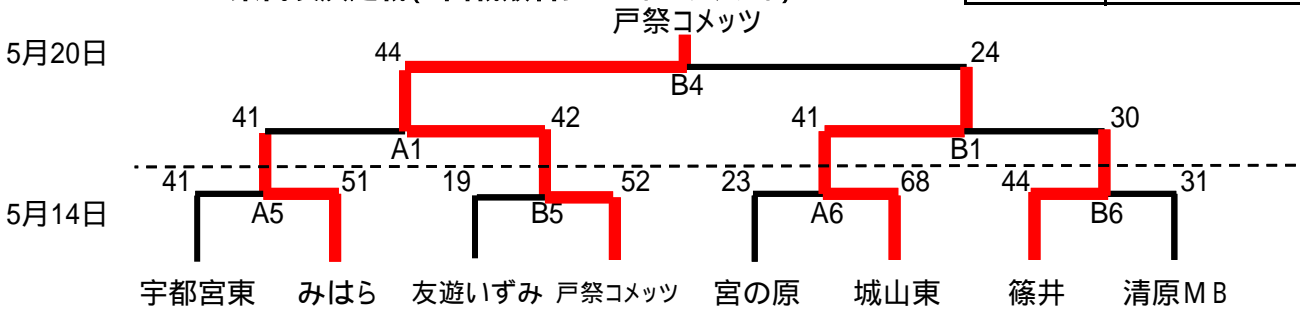 戸祭コメッツ
5月20日
44
24
B4
41
42
41
30
A1
B1
41
51
19
52
23
68
44
31
5月14日
A5
B5
A6
B6
宇都宮東
みはら
友遊いずみ
戸祭コメッツ
宮の原
城山東
篠井
清原MB